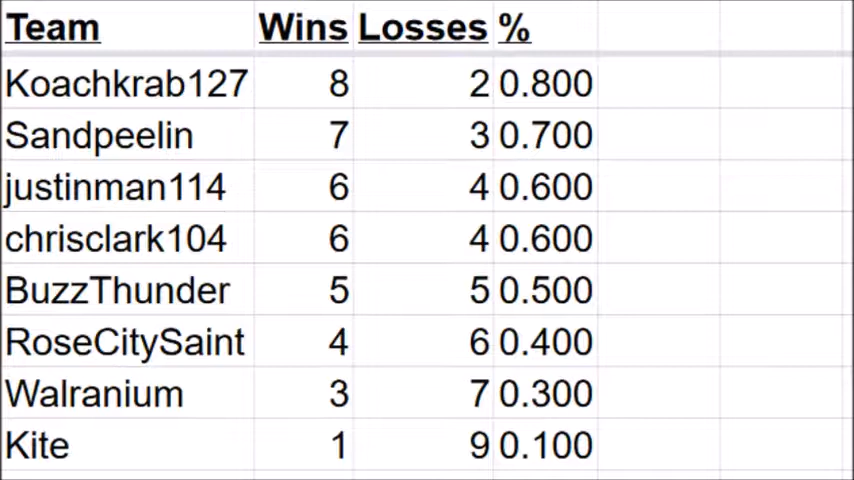 Team Wins Losses %
Koachkrab127 8 2 0.800
Sandpeelin 7 3 0.700
justinman114 6 4 0.600
chrisclark104 6 4 0.600
BuzzThunder 5 5 0.500
RoseCitySaint 4 6 0.400
Walranium 3 7 0.300
Kite 1 9 0.100